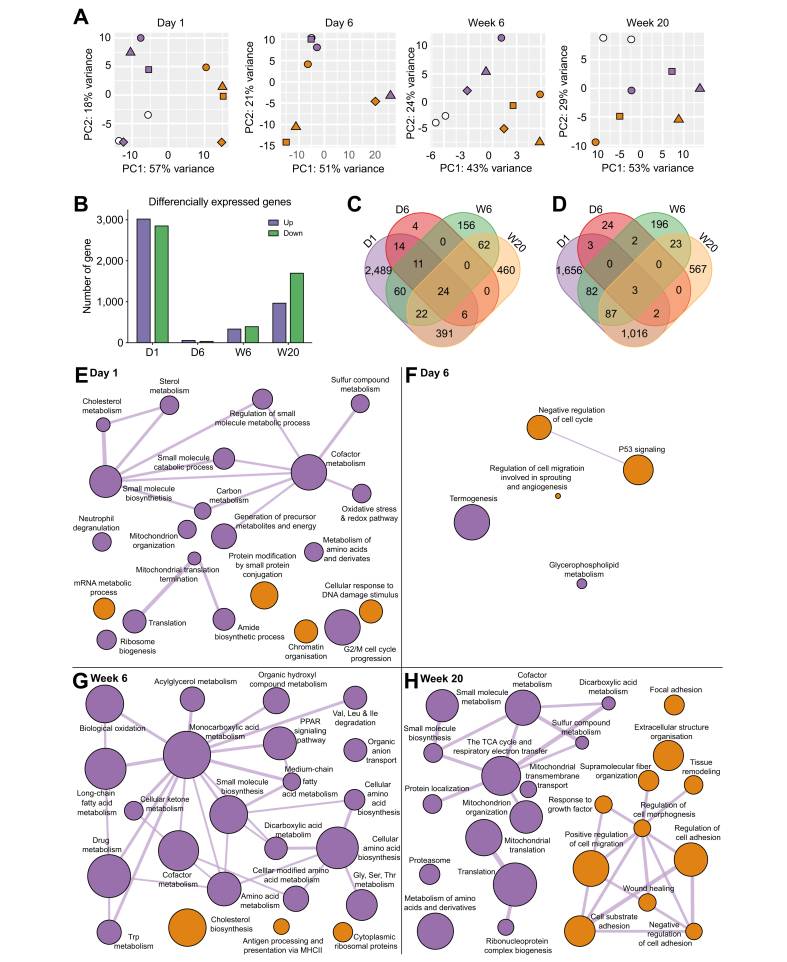 A
Day 1
Day 6
Week 6
Week 20
PC2: 18% variance
10
5
0
-5
-10
0
10
PC1: 57% variance
PC2: 21% variance
10
5
0
-5
-10
-15
-10
0
10
20
PC1: 51% variance
PC2: 24% variance
10
5
0
-5
-6
-3
0
3
PC1: 43% variance
PC2: 29% variance
10
5
0
-5
-10
10
-5
0
5
10
PC1: 53% variance
B
Differencially expressed genes
Number of gene
3,000
2,000
1,000
0
Up
Down
D1
D6
W6
W20
C
D1
D6
W6
W20
4
156
14
0
62
2,489
11
0
460
60
24
0
22
6
391
D
D1
D6
W6
W20
24
196
3
2
23
1,656
0
0
567
82
3
0
87
2
1,016
E Day 1
Sterol
metabolism
Cholesterol
metabolism
Sulfur compound
metabolism
Regulation of small
molecule metabolic process
Small molecule
catabolic process
Cofactor
metabolism
Small molecule
biosynthetisis
Carbon
metabolism
Oxidative stress
& redox pathway
Neutrophil
degranulation
Mitochondrion
organization
Generation of precursor
metabolites and energy
Metabolism of
amino acids
and derivates
Mitochondrial translation
termination
Protein modification
by small protein
conjugation
mRNA metabolic
process
Cellular response to
DNA damage stimulus
Translation
Ribosome
biogenesis
Amide
biosynthetic process
Chromatin
organisation
G2/M cell cycle
progression
F Day 6
Negative regulation
of cell cycle
P53 signaling
Regulation of cell migratioin
involved in sprouting
and angiogenesis
Termogenesis
Glycerophospholipid
metabolism
G Week 6
Acylglycerol metabolism
Organic hydroxyl
compound metabolism
Biological oxidation
Monocarboxylic acid
metabolism
PPAR
signialing
pathway
Val, Leu & Ile
degradation
Organic
anion
transport
Long-chain
fatty acid
metabolism
Cellular ketone
metabolism
Small molecule
biosynthesis
Medium-chain
fatty
acid metabolism
Cellular
amino
acid
biosynthesis
Drug
metabolism
Dicarboxylic acid
metabolim
Cellular
amino acid
biosynthesis
Cofactor
metabolism
Celllar modified amino
acid metabolism
Gly, Ser, Thr
metabolism
Amino acid
metabolism
Trp
metabolism
Cholesterol
biosynthesis
Antigen processing and
presentation via MHCII
Cytoplasmic
ribosomal proteins
H Week 20
Small molecule
metabolism
Cofactor
metabolism
Dicarboxylic acid
metabolism
Focal adhesion
Small molecule
biosynthesis
Sulfur compound
metabolism
Extracellular structure
organisation
The TCA cycle and
respiratory electron transfer
Mitochondrial
transmembrane
transport
Supramolecular fiber
organization
Tissue
remodeling
Protein localization
Mitochondrion
organization
Response to
growth factor
Regulation of
cell morphognesis
Mitochondrial
translation
Positive regulation
of cell migration
Regulation of
cell adhesion
Proteasome
Translation
Wound healing
Metabolism of amino
acids and derivatives
Ribonucleoprotein
complex biogenesis
Cell substrate
adhesion
Negative
regulation
of cell adhesion